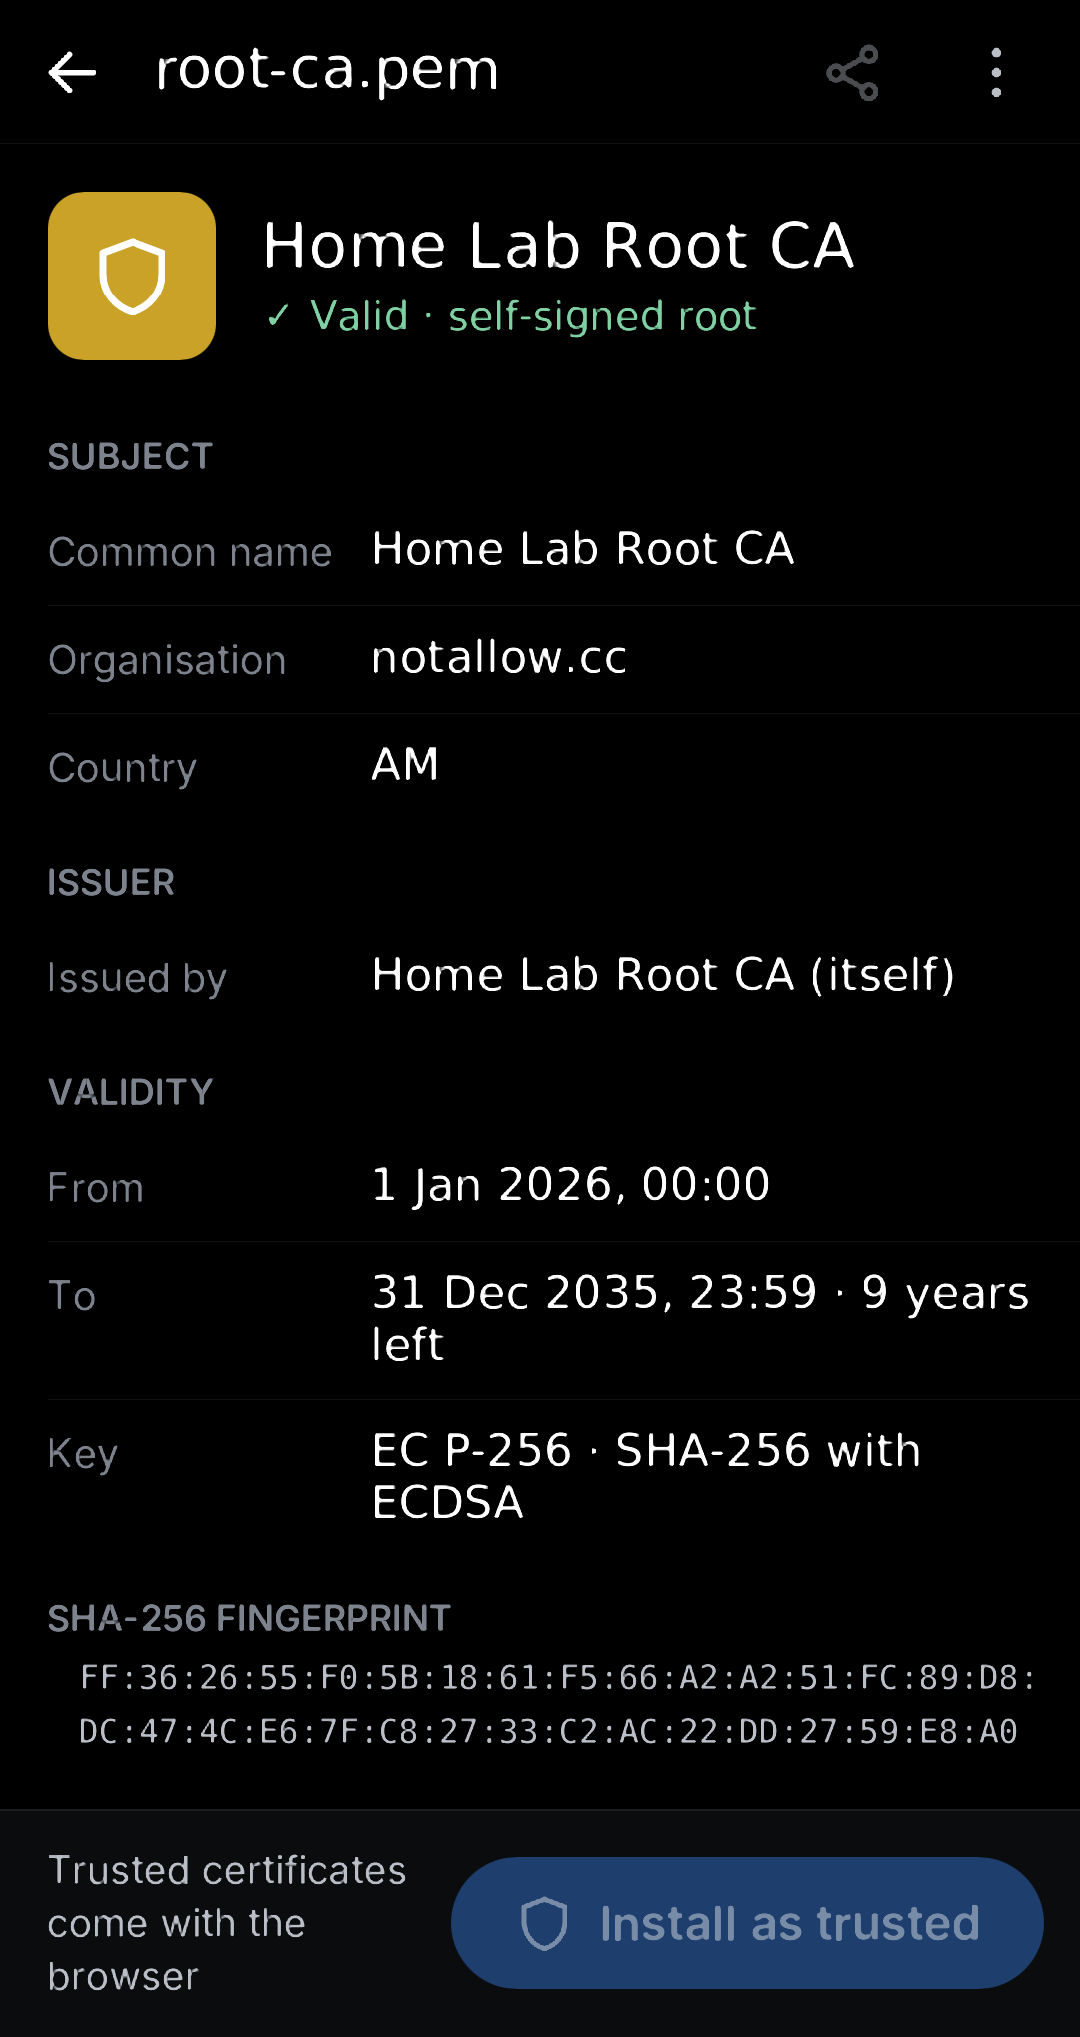 root-ca.pem
Home Lab Root CA
✓ Valid · self-signed root
SUBJECT
Common name Home Lab Root CA
Organisation notallow.cc
Country AM
ISSUER
Issued by Home Lab Root CA (itself)
VALIDITY
From 1 Jan 2026, 00:00
To 31 Dec 2035, 23:59 · 9 years
left
Key EC P-256 · SHA-256 with
ECDSA
SHA-256 FINGERPRINT
FF:36:26:55:F0:5B:18:61:F5:66:A2:A2:51:FC:89:D8:
DC:47:4C:E6:7F:C8:27:33:C2:AC:22:DD:27:59:E8:A0
Trusted certificates
come with the
browser
Install as trusted